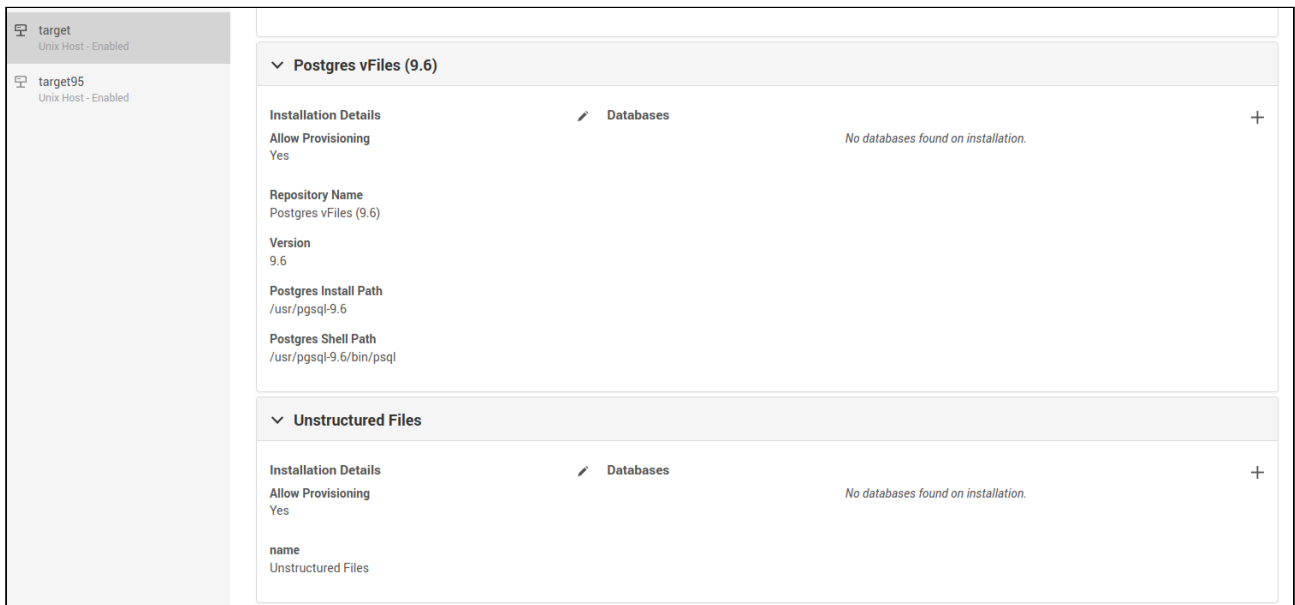 target
Unix Host - Enabled
target95
Unix Host - Enabled
Postgres vFiles (9.6)
Installation Details
Databases
Allow Provisioning
Yes
No databases found on installation.
Repository Name
Postgres vFiles (9.6)
Version
9.6
Postgres Install Path
/usr/pgsql-9.6
Postgres Shell Path
/usr/pgsql-9.6/bin/psql
Unstructured Files
Installation Details
Databases
Allow Provisioning
Yes
No databases found on installation.
name
Unstructured Files